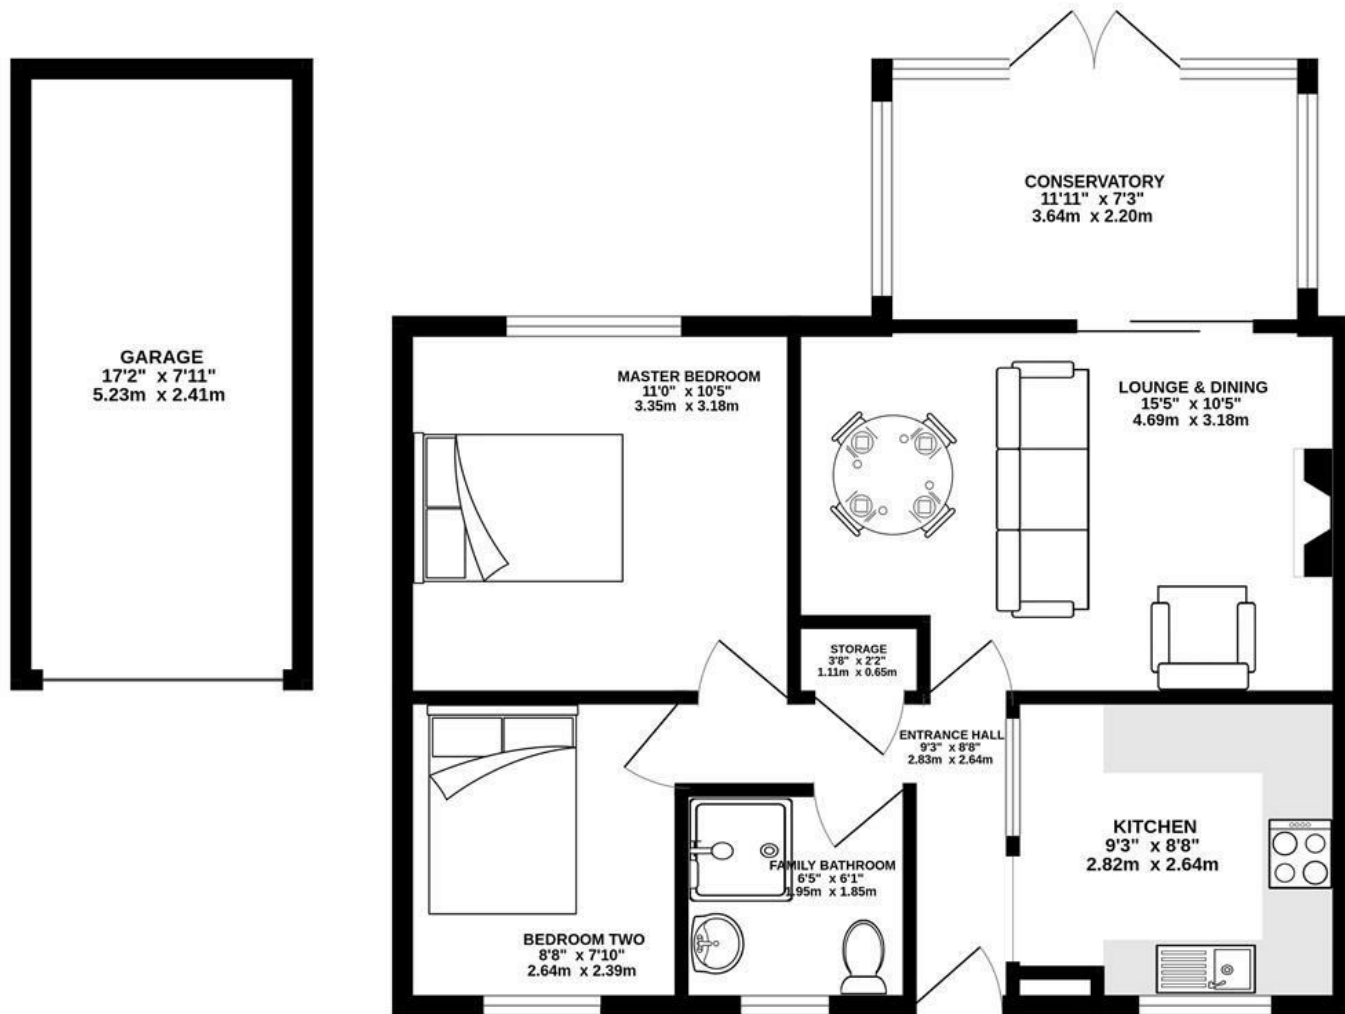 CONSERVATORY
11'11" x 7'3"
3.64m x 2.20m
GARAGE
17'2" x 7'11"
5.23m x 2.41m
MASTER BEDROOM
11'0" x 10'5"
3.35m x 3.18m
LOUNGE & DINING
15'5" x 10'5"
4.69m x 3.18m
STORAGE
3'8" x 2'2"
1.11m x 0.65m
ENTRANCE HALL
9'3" x 8'8"
2.83m x 2.64m
KITCHEN
9'3" x 8'8"
2.82m x 2.64m
FAMILY BATHROOM
6'5" x 6'1"
1.95m x 1.85m
BEDROOM TWO
8'8" x 7'10"
2.64m x 2.39m